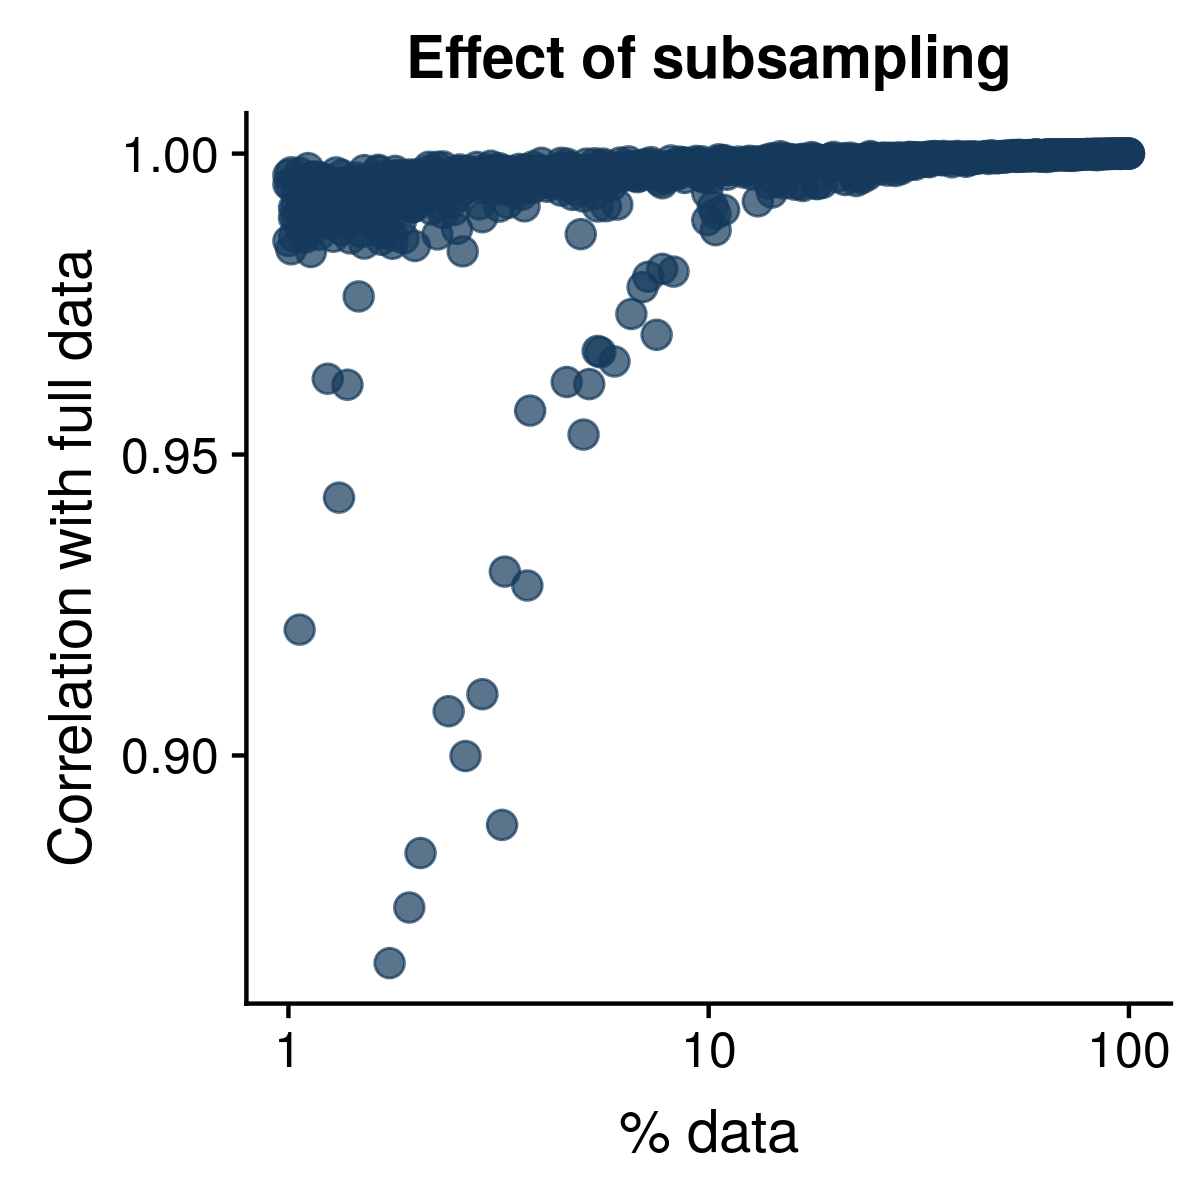 Effect of subsampling
Correlation with full data
1.00
0.95
0.90
1
10
100
% data